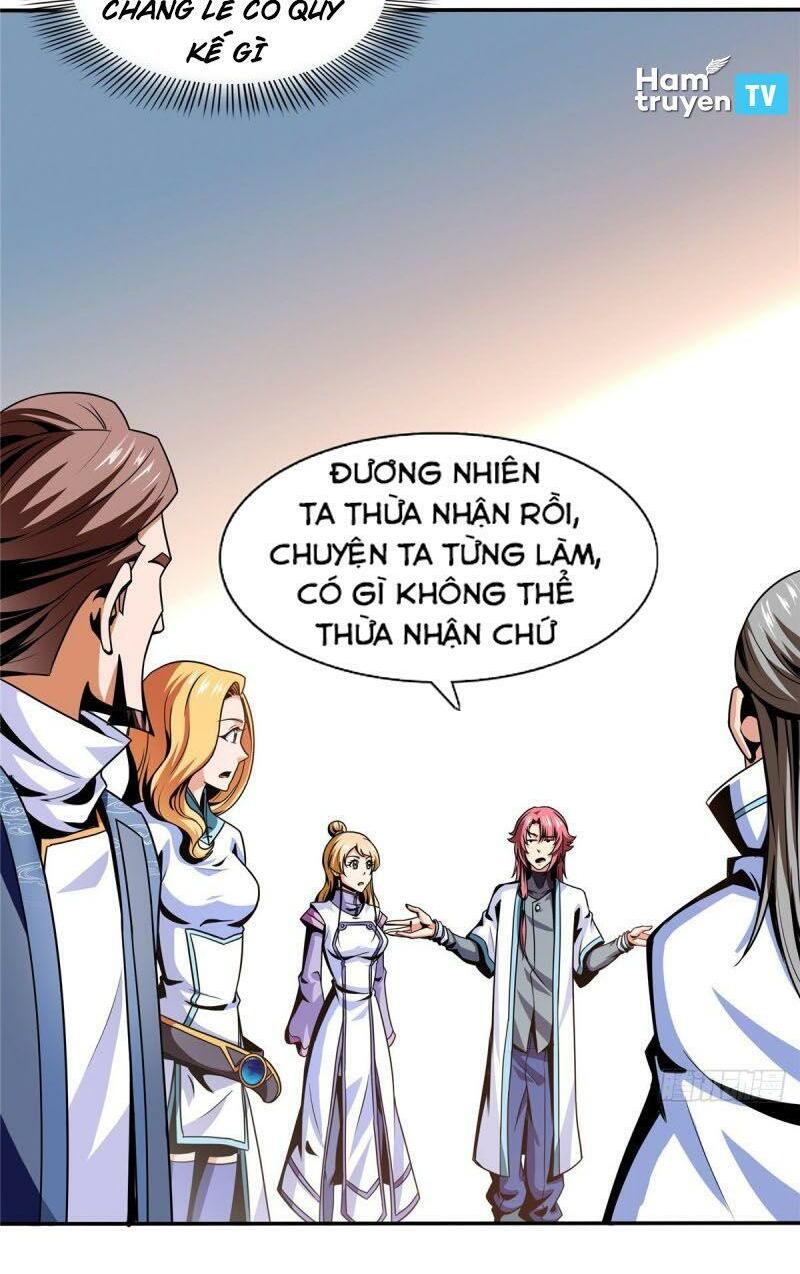 CHẲNG LẼ CÓ QUỶ
KẾ GÌ
Ham
truyen TV
ĐƯƠNG NHIÊN
TA THỪA NHẬN RỒI,
CHUYỆN TA TỪNG LÀM,
CÓ GÌ KHÔNG THỂ
THỪA NHẬN CHỨ